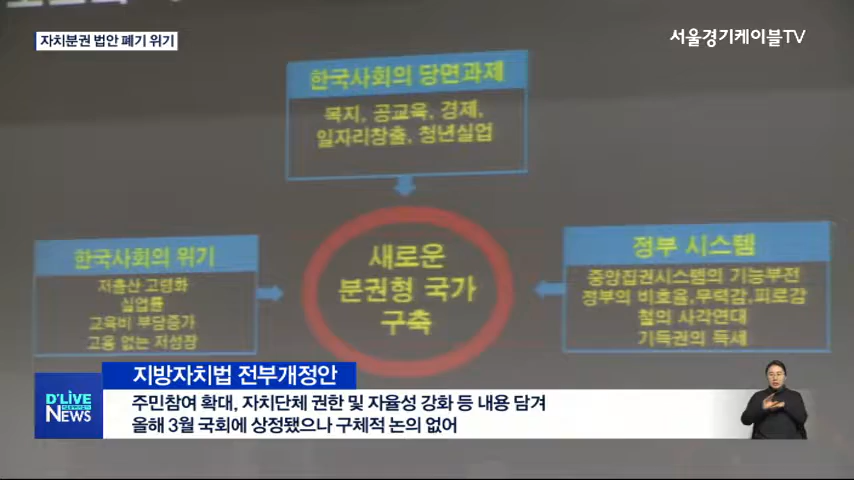 자치분권 법안 폐기 위기
서울경기케이블TV
한국사회의 당면과제
복지, 공교육, 경제,
일자리창출, 청년실업
한국사회의 위기
저출산·고령화
실업률
교육비 부담증가
고용 없는 저성장
새로운
분권형 국가
구축
정부 시스템
중앙집권시스템의 기능부전
정부의 비효율,무력감,피로감
철의 사각연대
기득권의 득세
지방자치법 전부개정안
D'LIVE
NEWS
주민참여 확대, 자치단체 권한 및 자율성 강화 등 내용 담겨
올해 3월 국회에 상정됐으나 구체적 논의 없어